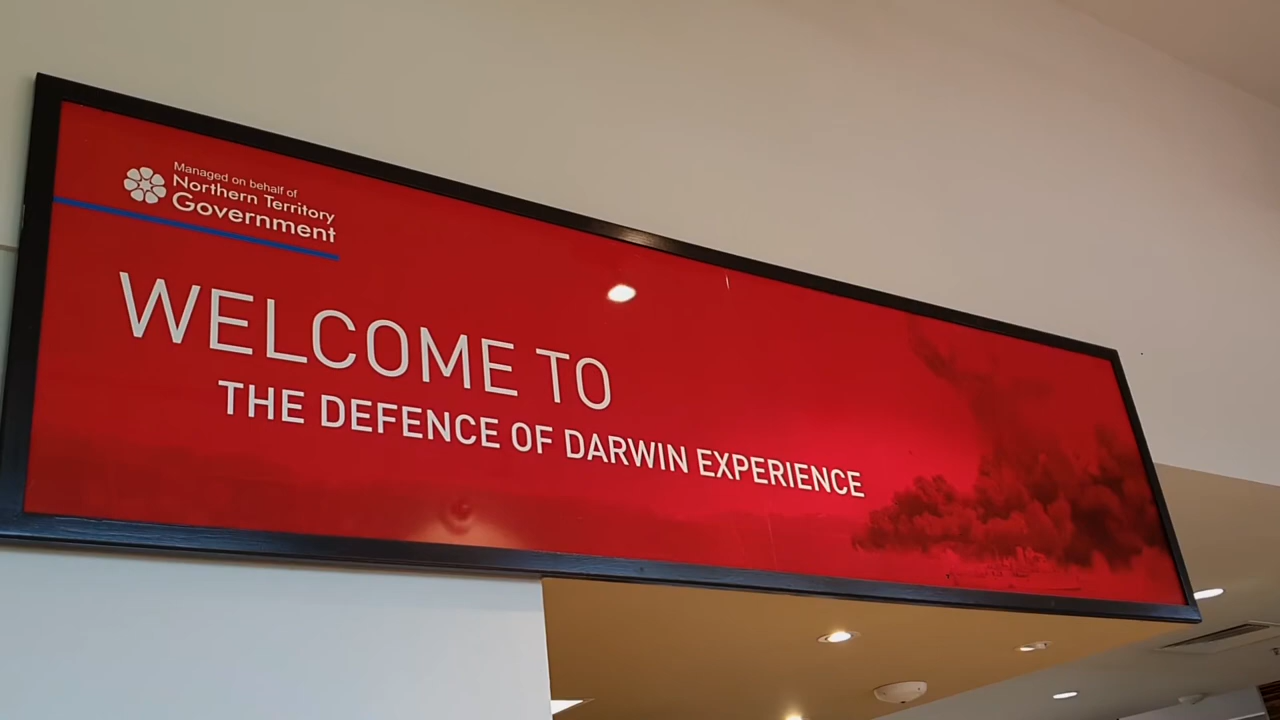 Managed on behalf of
Northern Territory
Government
WELCOME TO
THE DEFENCE OF DARWIN EXPERIENCE